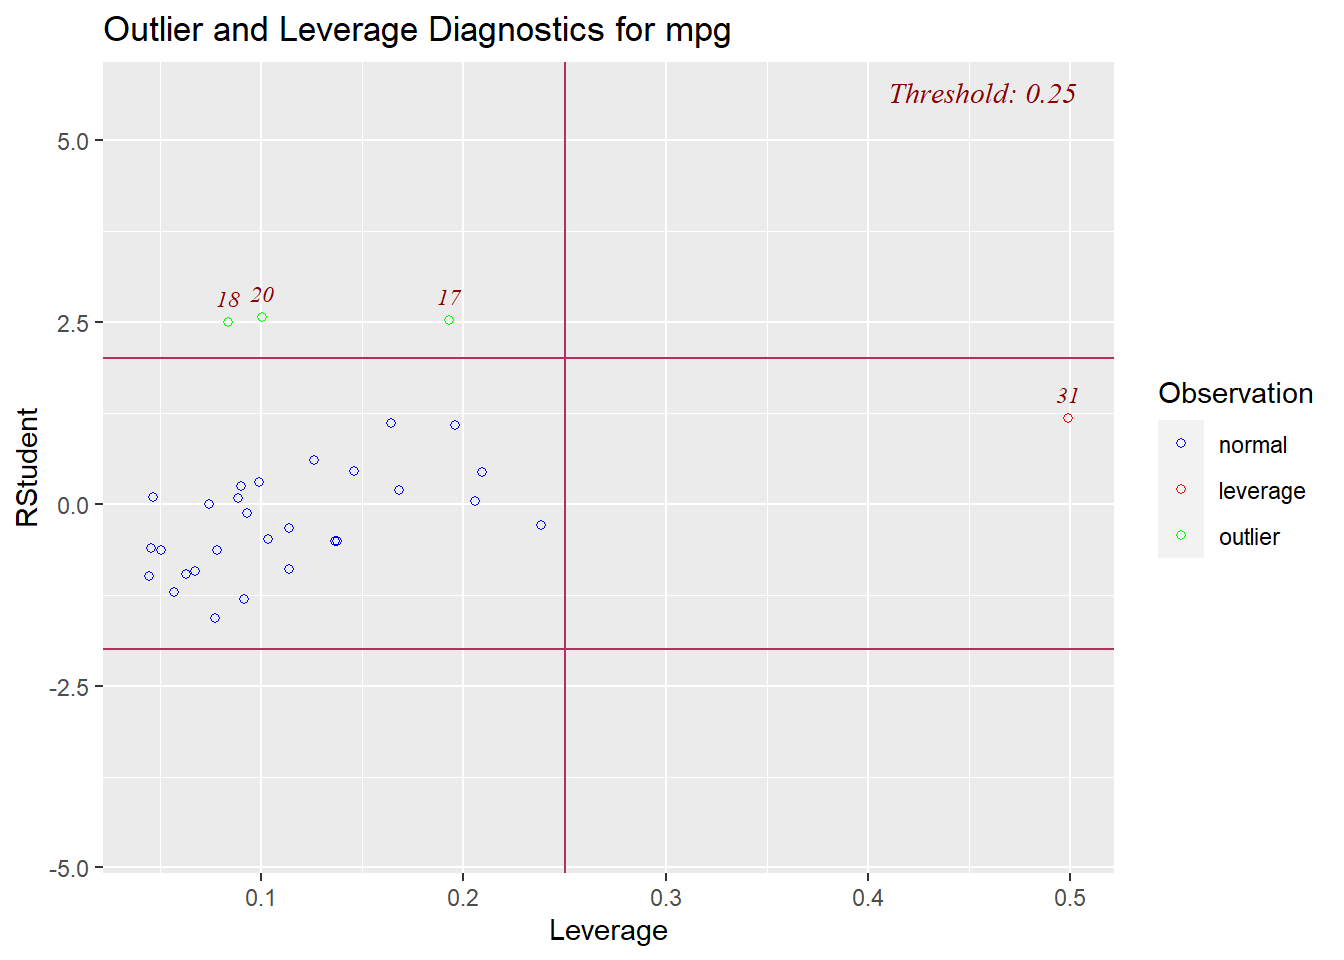 Outlier and Leverage Diagnostics for mpg
Threshold: 0.25
5.0
2.5
0.0
-2.5
-5.0
18
20
17
31
RStudent
0.1
0.2
0.3
0.4
0.5
Leverage
Observation
normal
leverage
outlier